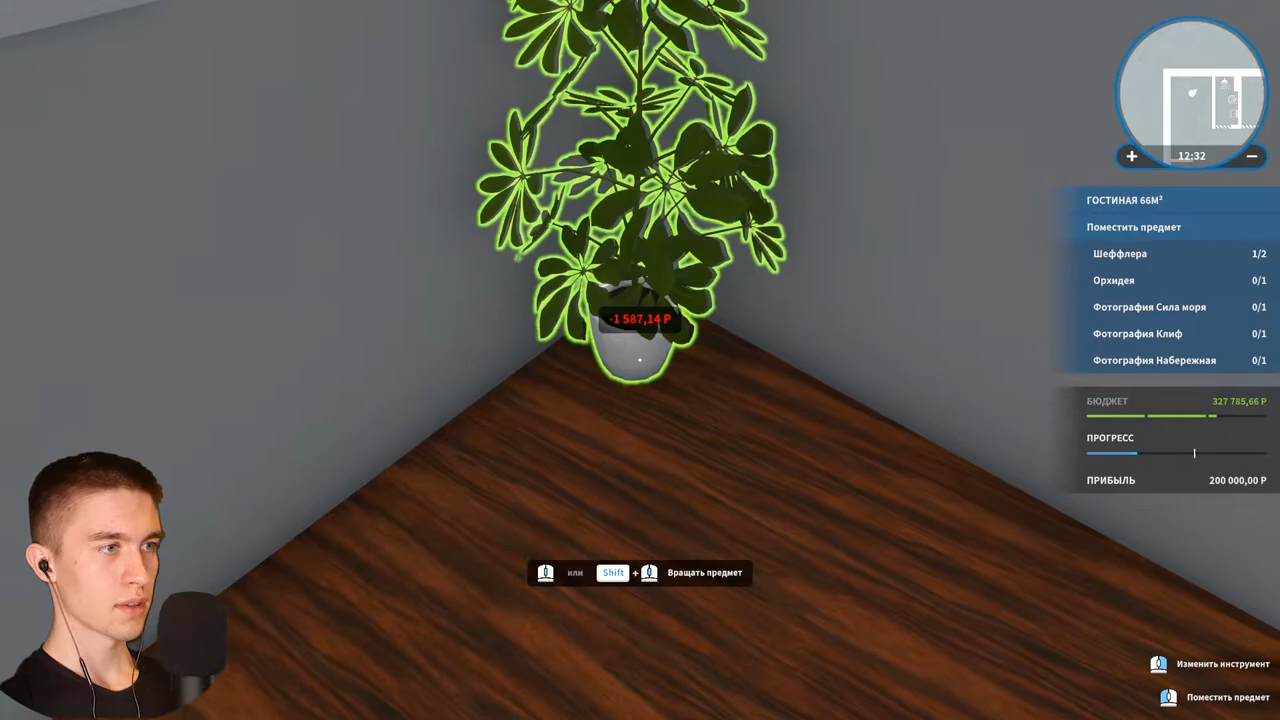 12:32
ГОСТИНАЯ 66М²
Поместить предмет
Шеффлера 1/2
Орхидея 0/1
Фотография Сила моря 0/1
Фотография Клиф 0/1
Фотография Набережная 0/1
-1 587,14 Р
БЮДЖЕТ 327 785,66 Р
ПРОГРЕСС
ПРИБЫЛЬ 200 000,00 Р
или Shift + Вращать предмет
Изменить инструмент
Поместить предмет